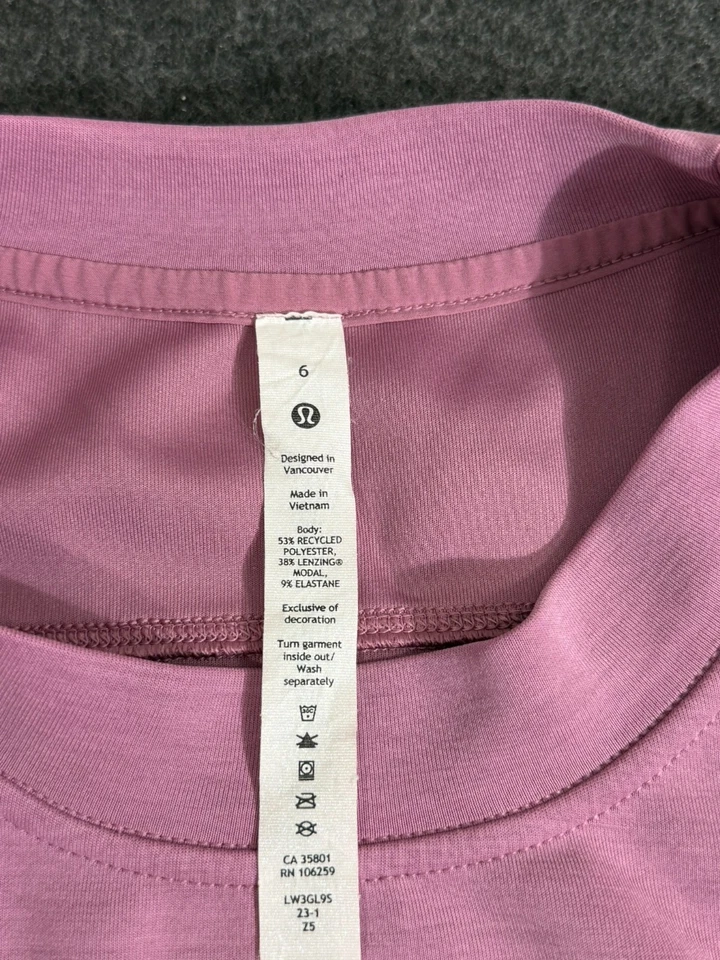 6
Designed in
Vancouver
Made in
Vietnam
Body:
53% RECYCLED
POLYESTER,
38% LENZING®
MODAL,
9% ELASTANE
Exclusive of
decoration
Turn garment
inside out/
Wash
separately
30C
CA 35801
RN 106259
LW3GL9S
23-1
Z5